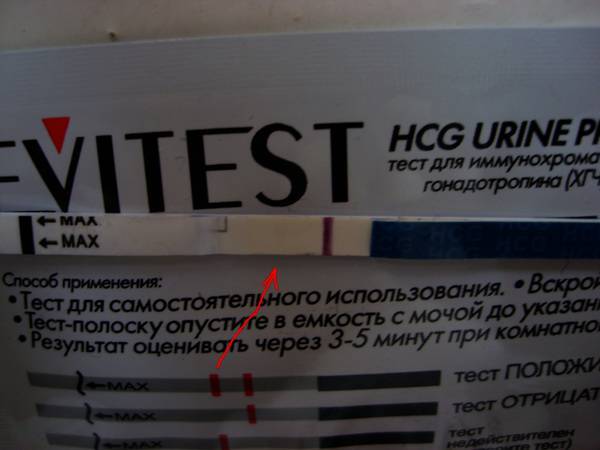 EVITEST
HCG URINE P
тест для иммунохрома
гонадотропина (ХГЧ
←MAX
←MAX
Способ применения:
•Тест для самостоятельного использования. •Вскро
•Тест-полоску опустите в емкость с мочой до указан
•Результат оценивать через 3-5 минут при комнатно
←MAX тест ПОЛОЖИ
←MAX тест ОТРИЦАТ
←MAX тест
недействителен